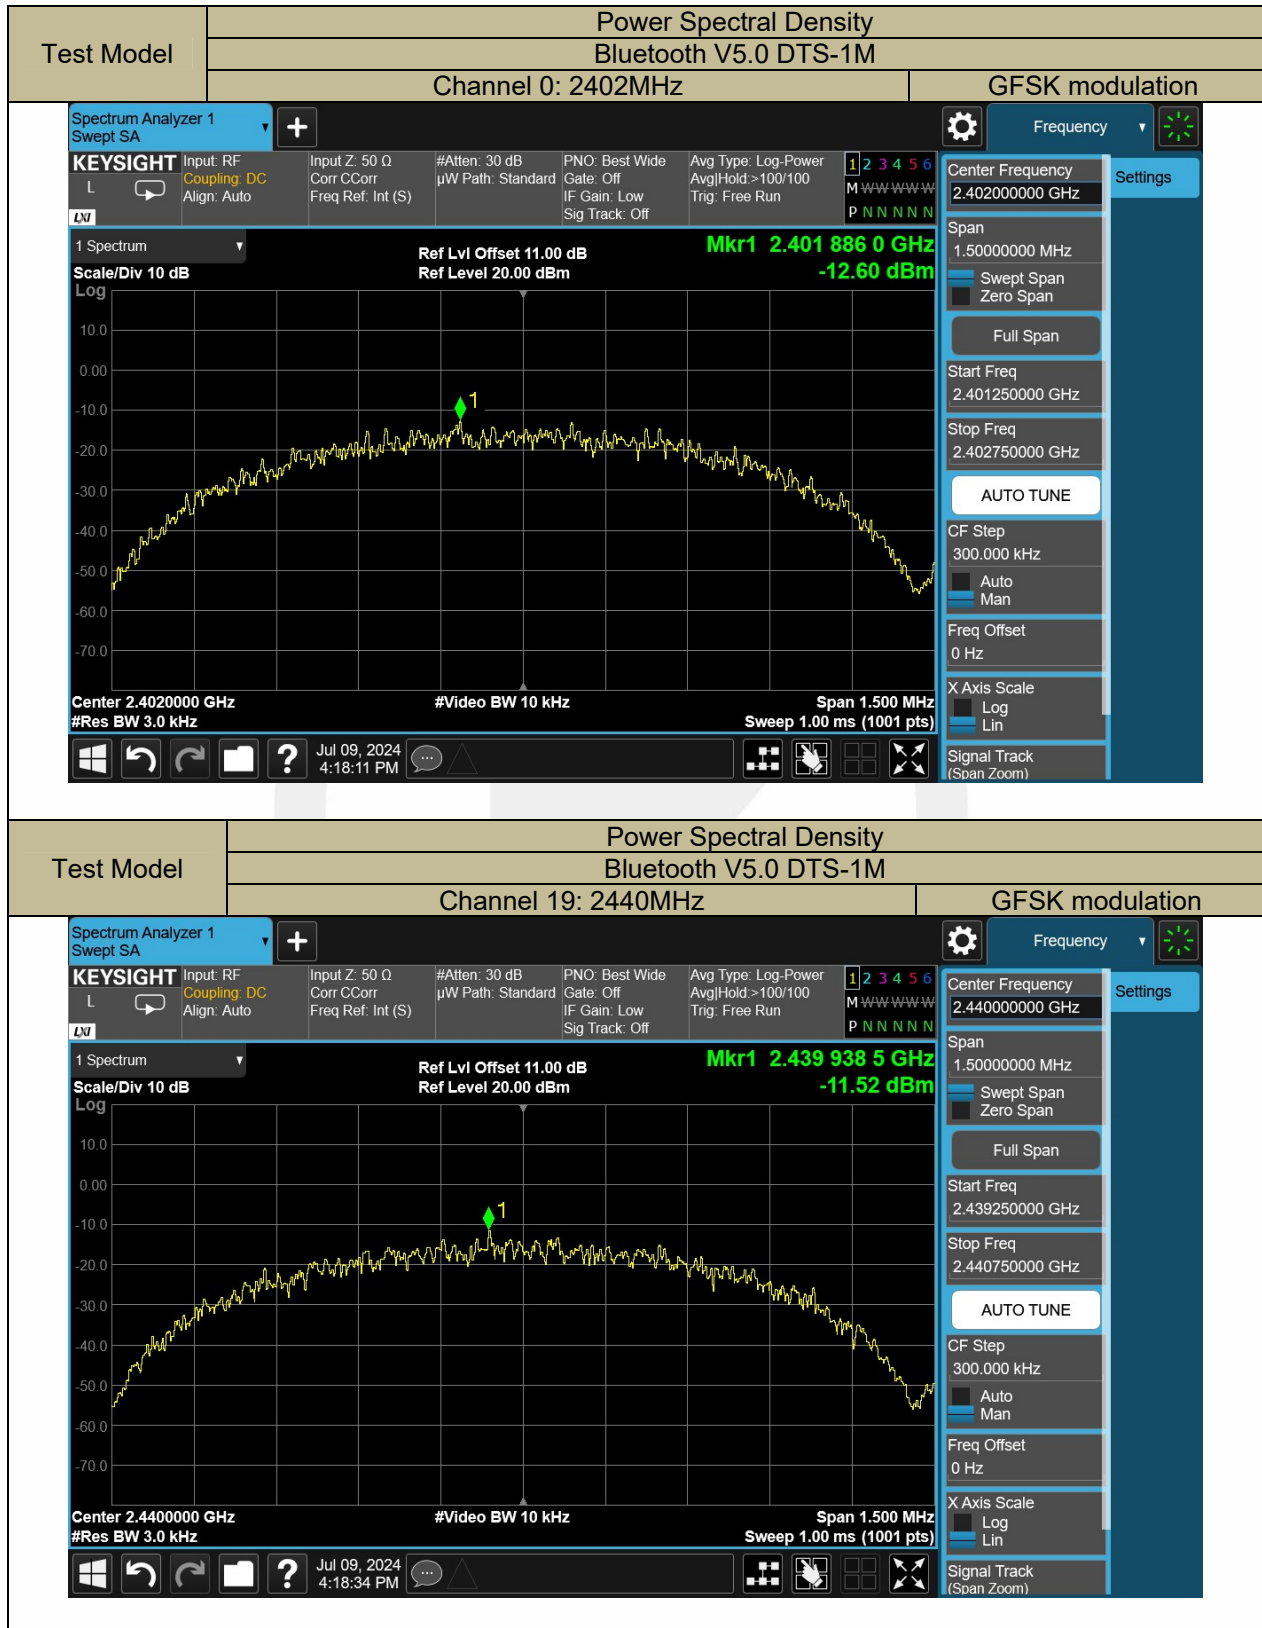 Test Model
Power Spectral Density
Bluetooth V5.0 DTS-1M
Channel 0: 2402MHz GFSK modulation
Spectrum Analyzer 1
Swept SA
Frequency
KEYSIGHT
L
LXI
Input: RF
Coupling: DC
Align: Auto
Input Z: 50 Ω
Corr CCorr
Freq Ref: Int (S)
#Atten: 30 dB
µW Path: Standard
PNO: Best Wide
Gate: Off
IF Gain: Low
Sig Track: Off
Avg Type: Log-Power
Avg|Hold:>100/100
Trig: Free Run
1 2 3 4 5 6
M W W W W W
P N N N N N
1 Spectrum
Scale/Div 10 dB
Log
Ref Lvl Offset 11.00 dB
Ref Level 20.00 dBm
Mkr1 2.401 886 0 GHz
-12.60 dBm
10.0
0.00
-10.0
-20.0
-30.0
-40.0
-50.0
-60.0
-70.0
1
Center 2.4020000 GHz
#Res BW 3.0 kHz
#Video BW 10 kHz
Span 1.500 MHz
Sweep 1.00 ms (1001 pts)
Jul 09, 2024
4:18:11 PM
Center Frequency
2.402000000 GHz
Span
1.50000000 MHz
Swept Span
Zero Span
Full Span
Start Freq
2.401250000 GHz
Stop Freq
2.402750000 GHz
AUTO TUNE
CF Step
300.000 kHz
Auto
Man
Freq Offset
0 Hz
X Axis Scale
Log
Lin
Signal Track
(Span Zoom)
Settings
Test Model
Power Spectral Density
Bluetooth V5.0 DTS-1M
Channel 19: 2440MHz GFSK modulation
Spectrum Analyzer 1
Swept SA
Frequency
KEYSIGHT
L
LXI
Input: RF
Coupling: DC
Align: Auto
Input Z: 50 Ω
Corr CCorr
Freq Ref: Int (S)
#Atten: 30 dB
µW Path: Standard
PNO: Best Wide
Gate: Off
IF Gain: Low
Sig Track: Off
Avg Type: Log-Power
Avg|Hold:>100/100
Trig: Free Run
1 2 3 4 5 6
M W W W W W
P N N N N N
1 Spectrum
Scale/Div 10 dB
Log
Ref Lvl Offset 11.00 dB
Ref Level 20.00 dBm
Mkr1 2.439 938 5 GHz
-11.52 dBm
10.0
0.00
-10.0
-20.0
-30.0
-40.0
-50.0
-60.0
-70.0
1
Center 2.4400000 GHz
#Res BW 3.0 kHz
#Video BW 10 kHz
Span 1.500 MHz
Sweep 1.00 ms (1001 pts)
Jul 09, 2024
4:18:34 PM
Center Frequency
2.440000000 GHz
Span
1.50000000 MHz
Swept Span
Zero Span
Full Span
Start Freq
2.439250000 GHz
Stop Freq
2.440750000 GHz
AUTO TUNE
CF Step
300.000 kHz
Auto
Man
Freq Offset
0 Hz
X Axis Scale
Log
Lin
Signal Track
(Span Zoom)
Settings